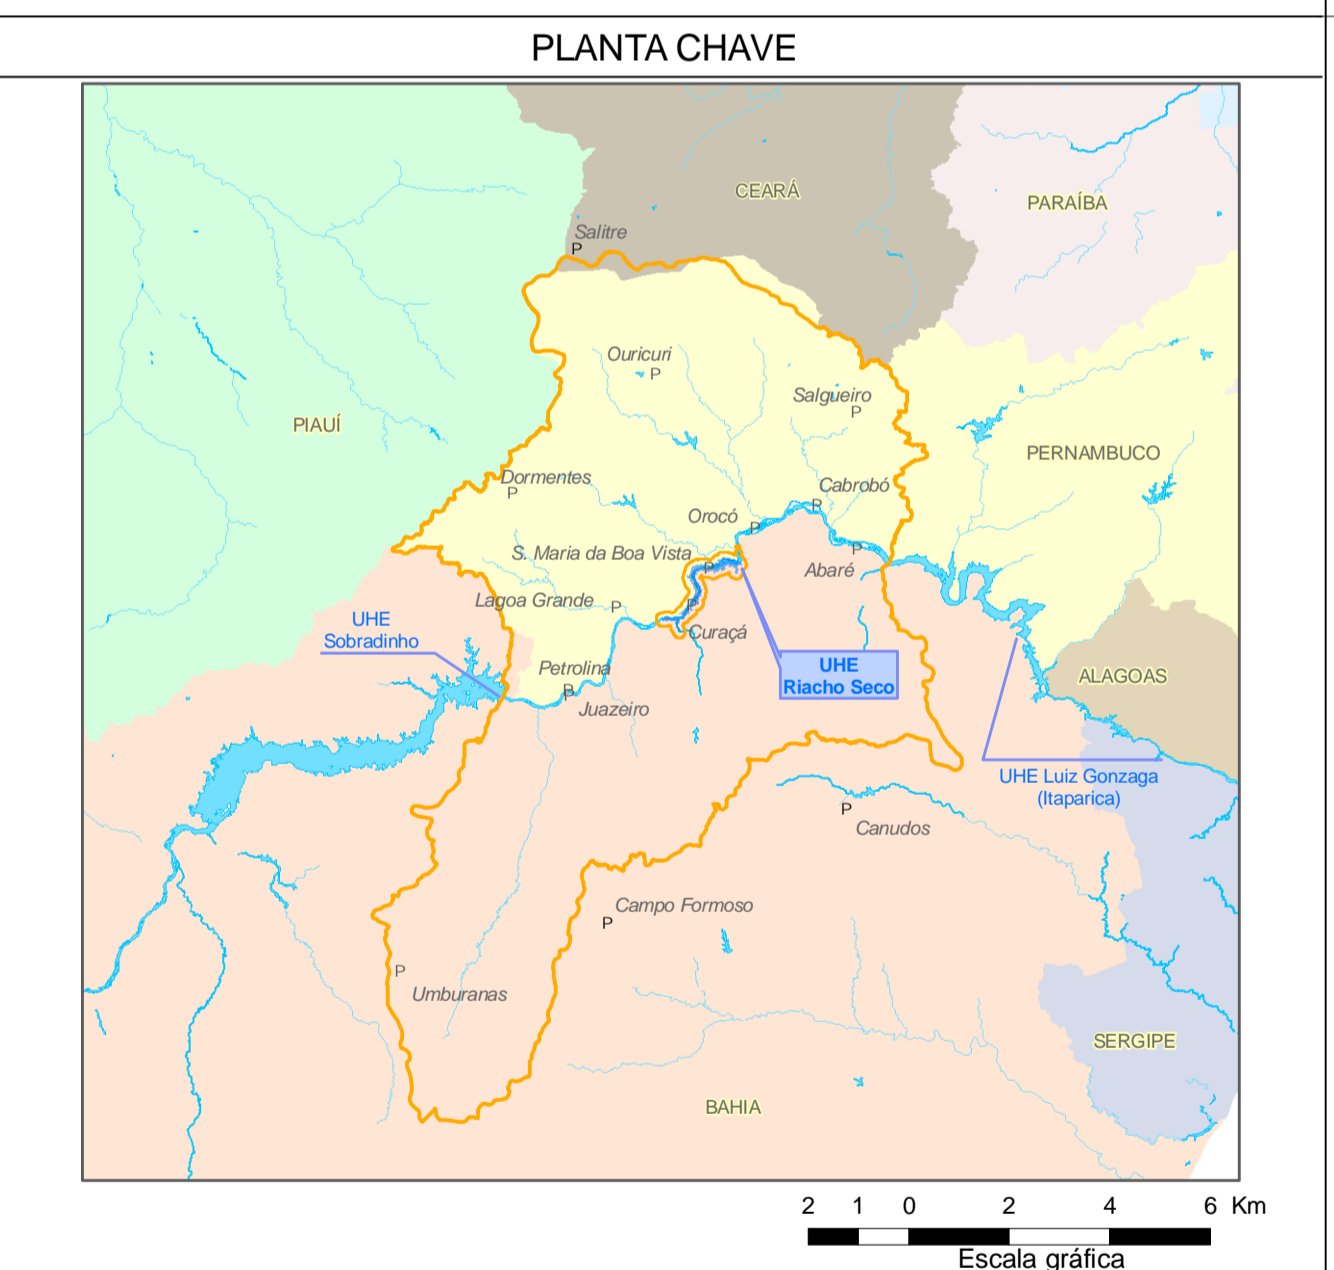 PLANTA CHAVE
CEARÁ
PARAÍBA
Salitre
P
Ouricuri
P
Salgueiro
P
PIAUÍ
PERNAMBUCO
Dormentes
P
Cabrobó
P
Orocó
P
S. Maria da Boa Vista
P
P
Abaré
Lagoa Grande
P
P
Curaçá
UHE
Sobradinho
UHE
Riacho Seco
Petrolina
P
P
Juazeiro
ALAGOAS
UHE Luiz Gonzaga
(Itaparica)
P
Canudos
Campo Formoso
P
P
Umburanas
SERGIPE
BAHIA
2 1 0 2 4 6 Km
Escala gráfica